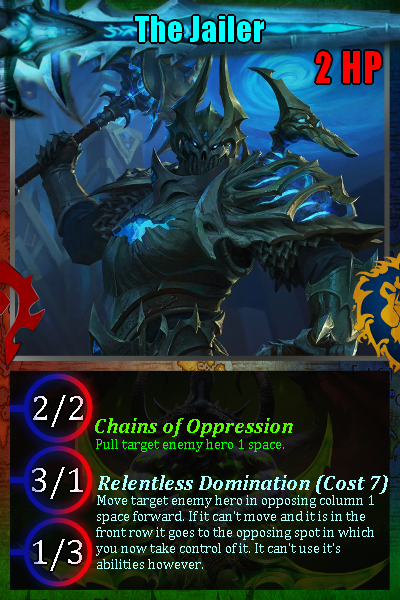 The Jailer
2 HP
2/2
Chains of Oppression
Pull target enemy hero 1 space.
3/1
Relentless Domination (Cost 7)
Move target enemy hero in opposing column 1
space forward. If it can't move and it is in the
front row it goes to the opposing spot in which
you now take control of it. It can't use it's
abilities however.
1/3